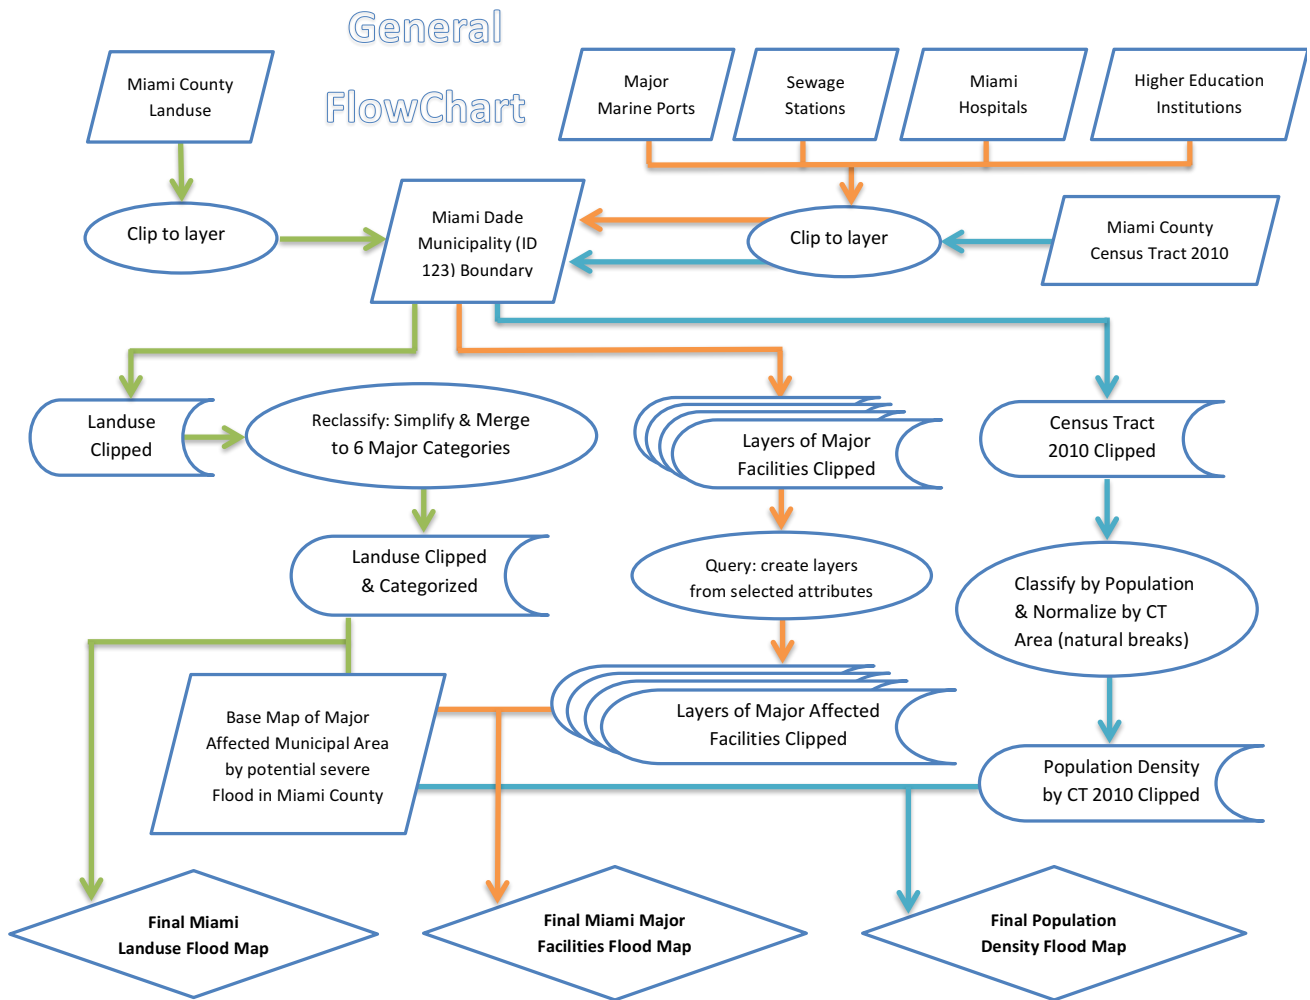 General
FlowChart
Miami County
Landuse
Major
Marine Ports
Sewage
Stations
Miami
Hospitals
Higher Education
Institutions
Clip to layer
Miami Dade
Municipality (ID
123) Boundary
Clip to layer
Miami County
Census Tract 2010
Landuse
Clipped
Reclassify: Simplify & Merge
to 6 Major Categories
Layers of Major
Facilities Clipped
Census Tract
2010 Clipped
Landuse Clipped
& Categorized
Query: create layers
from selected attributes
Classify by Population
& Normalize by CT
Area (natural breaks)
Base Map of Major
Affected Municipal Area
by potential severe
Flood in Miami County
Layers of Major Affected
Facilities Clipped
Population Density
by CT 2010 Clipped
Final Miami
Landuse Flood Map
Final Miami Major
Facilities Flood Map
Final Population
Density Flood Map